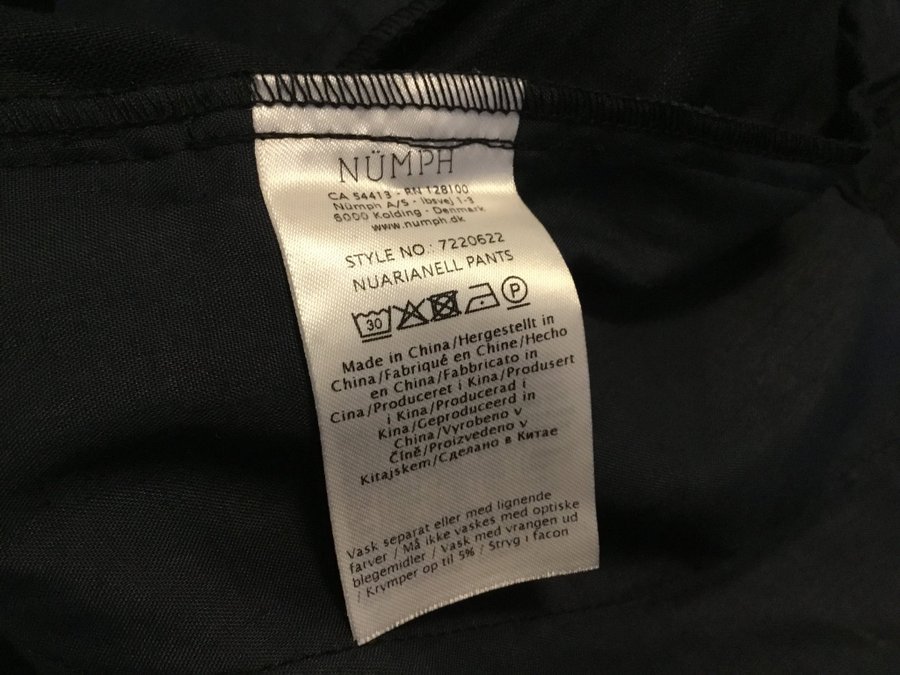 NÜMPH
CA 54413 - RN 128100
Nümph A/S - Ibsvej 1-3
6000 Kolding - Denmark
www.numph.dk
STYLE NO.: 7220622
NUARIANELL PANTS
30 P
Made in China/Hergestellt in
China/Fabriqué en Chine/Hecho
en China/Fabbricato in
Cina/Produceret i Kina/Produsert
i Kina/Producerad i
Kina/Geproduceerd in
China/Vyrobeno v
Číně/Proizvedeno v
Kitajskem/Сделано в Китае
Vask separat eller med lignende
farver / Må ikke vaskes med optiske
blegemidler / Vask med vrangen ud
/ Krymper op til 5% / Stryg i facon